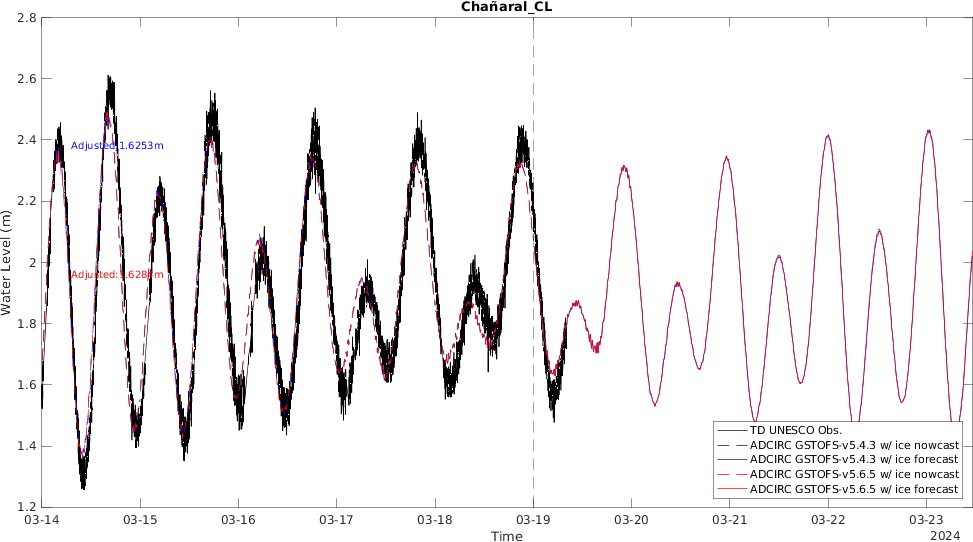 Chañaral_CL
2.8
2.6
2.4
2.2
2
1.8
1.6
1.4
1.2
Water Level (m)
Adjusted:1.6253m
03-14
03-15
03-16
03-17
03-18
03-19
03-20
03-21
03-22
03-23
Time
2024
TD UNESCO Obs.
ADCIRC GSTOFS-v5.4.3 w/ ice nowcast
ADCIRC GSTOFS-v5.4.3 w/ ice forecast
ADCIRC GSTOFS-v5.6.5 w/ ice nowcast
ADCIRC GSTOFS-v5.6.5 w/ ice forecast